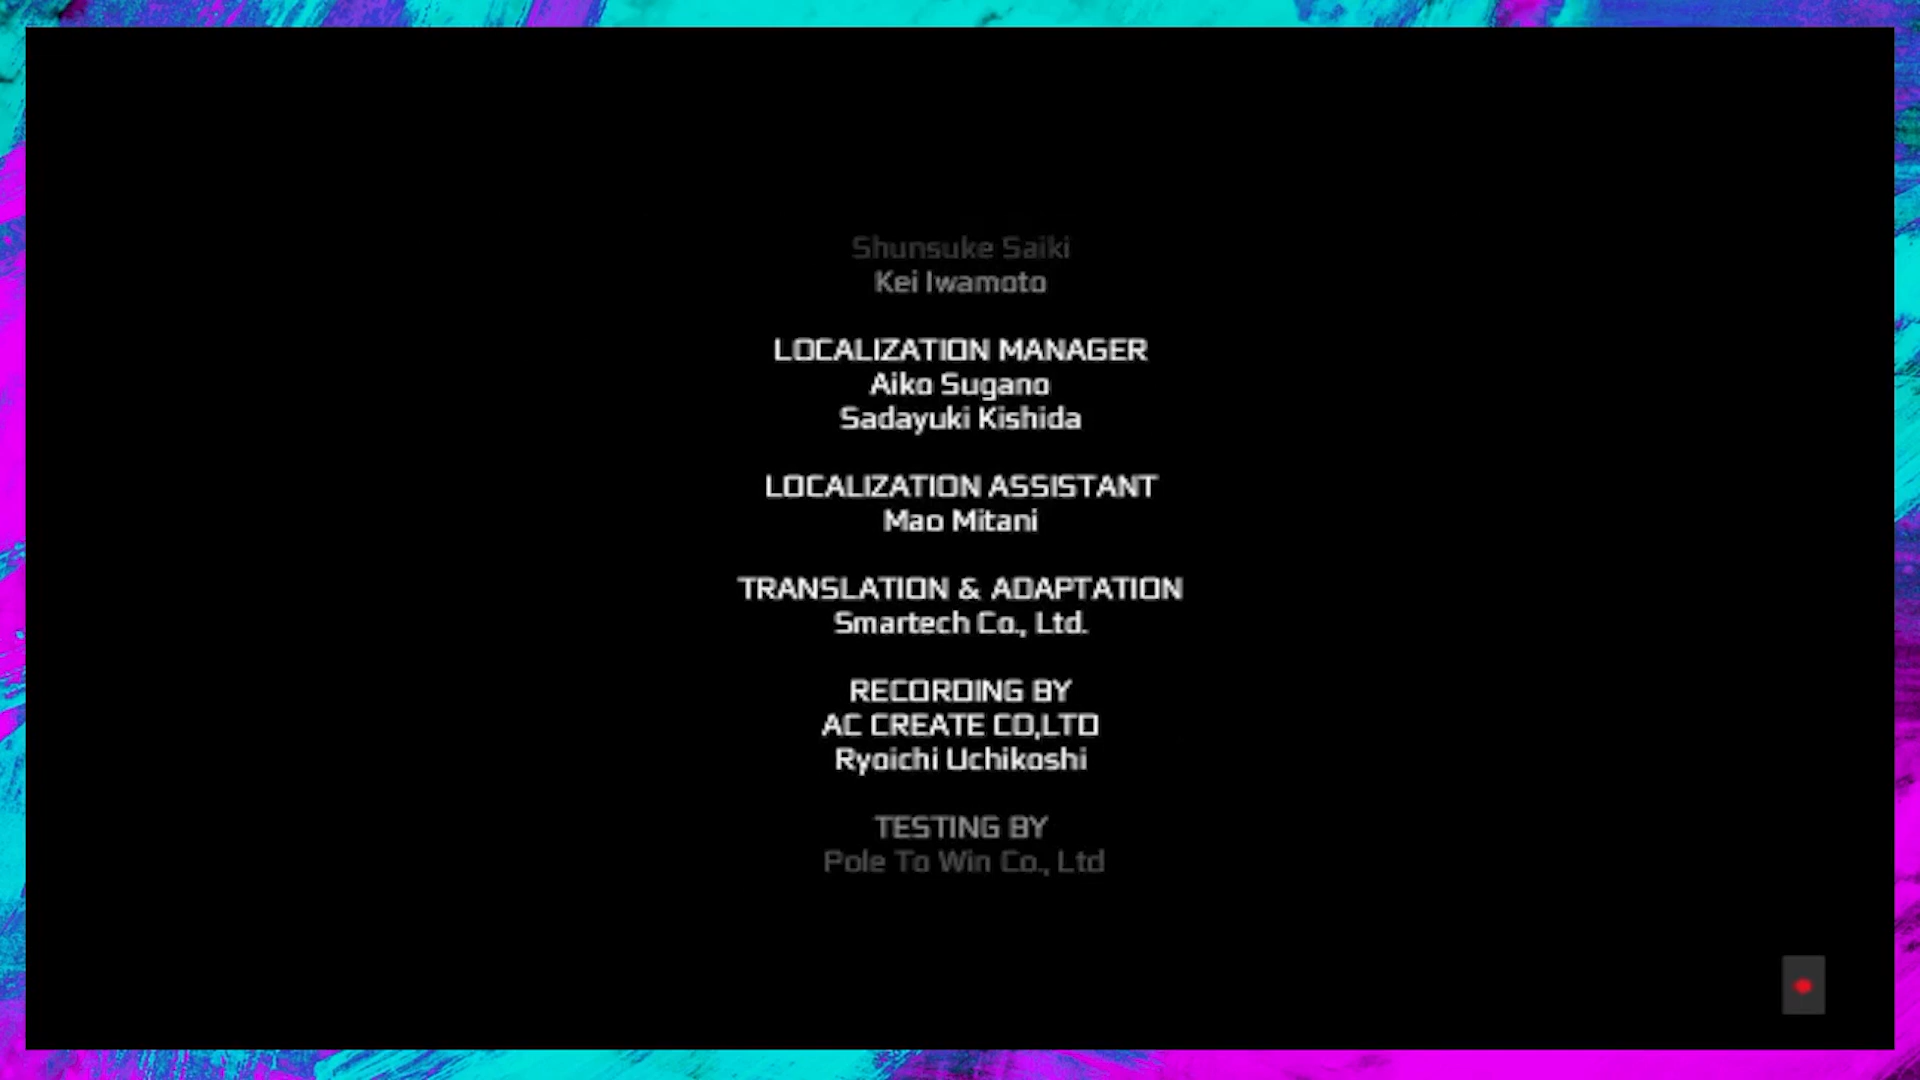 Shunsuke Saiki
Kei Iwamoto
LOCALIZATION MANAGER
Aiko Sugano
Sadayuki Kishida
LOCALIZATION ASSISTANT
Mao Mitani
TRANSLATION & ADAPTATION
Smartech Co., Ltd.
RECORDING BY
AC CREATE CO,LTD
Ryoichi Uchikoshi
TESTING BY
Pole To Win Co., Ltd